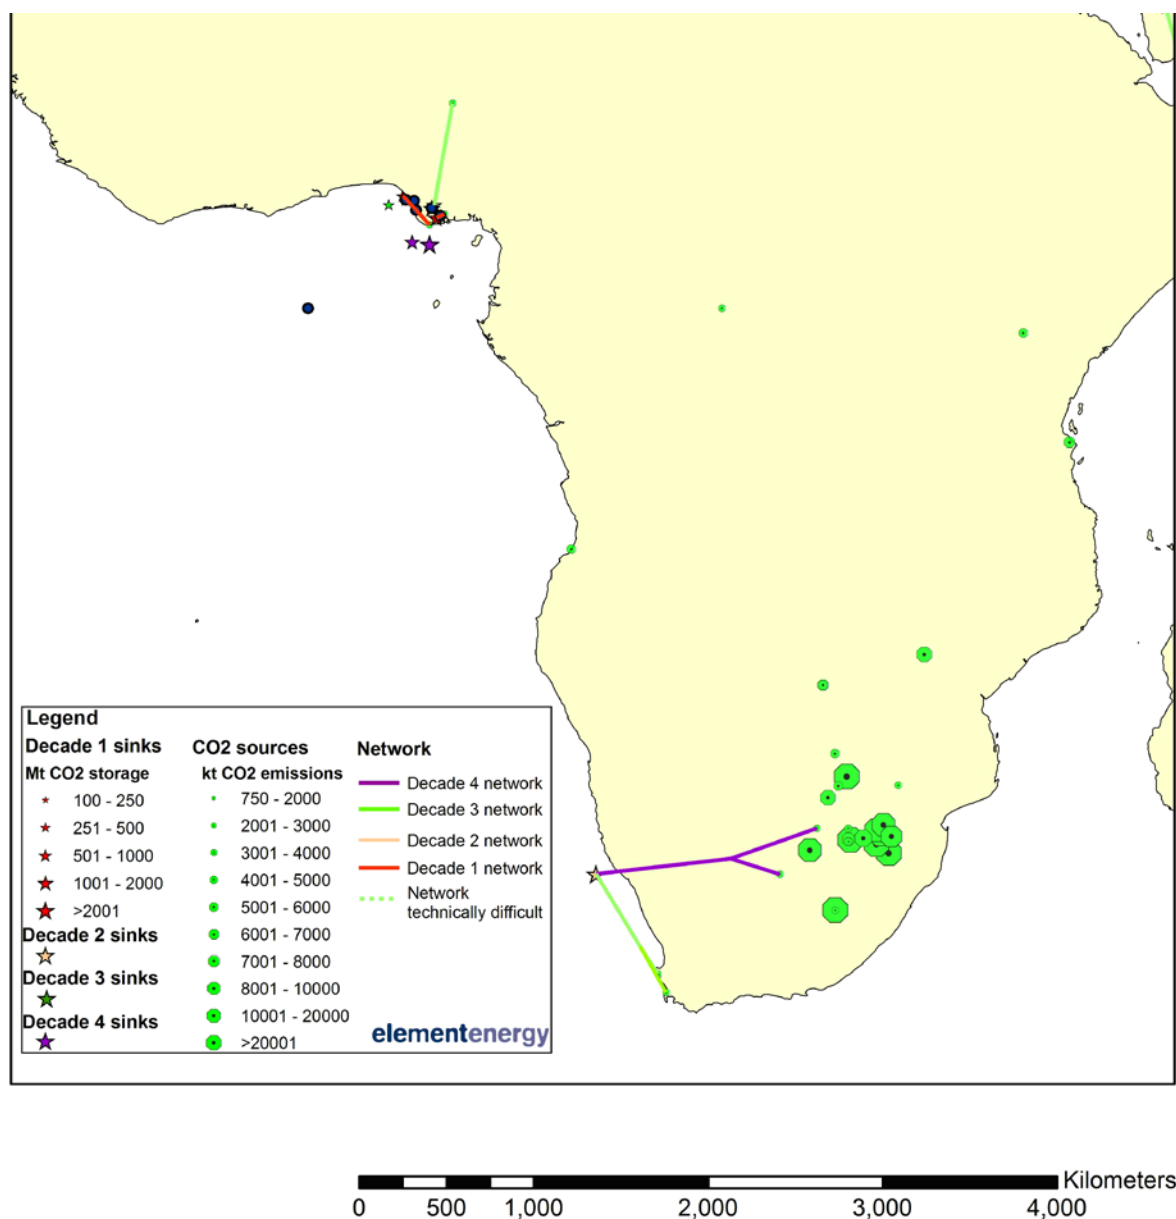 Legend
Decade 1 sinks
Mt CO2 storage
100 - 250
251 - 500
501 - 1000
1001 - 2000
>2001
Decade 2 sinks
Decade 3 sinks
Decade 4 sinks
CO2 sources
kt CO2 emissions
750 - 2000
2001 - 3000
3001 - 4000
4001 - 5000
5001 - 6000
6001 - 7000
7001 - 8000
8001 - 10000
10001 - 20000
>20001
Network
Decade 4 network
Decade 3 network
Decade 2 network
Decade 1 network
Network
technically difficult
elementenergy
Kilometers
0 500 1,000 2,000 3,000 4,000